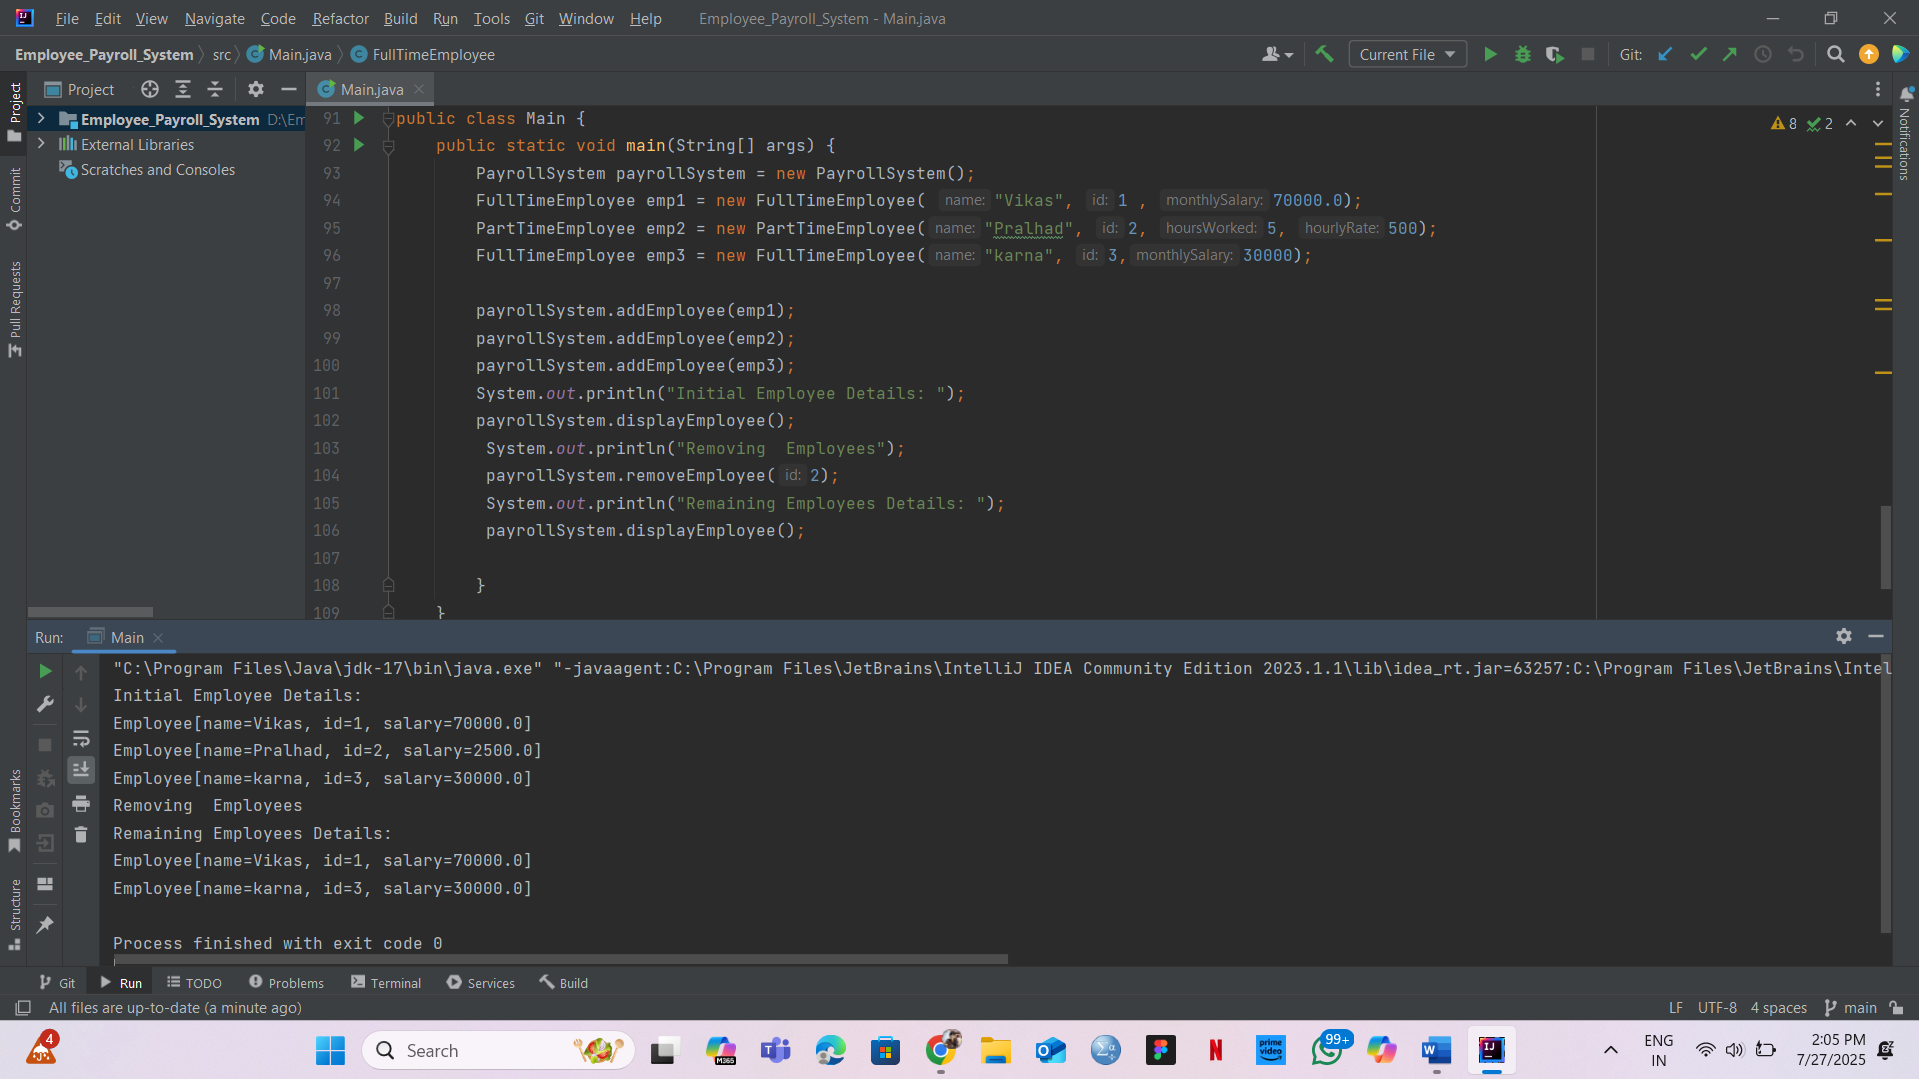 File Edit View Navigate Code Refactor Build Run Tools Git Window Help Employee_Payroll_System - Main.java
Employee_Payroll_System src Main.java FullTimeEmployee Current File Git:
Project Main.java
Employee_Payroll_System D:\Em
External Libraries
Scratches and Consoles
Project
Commit
Pull Requests
Bookmarks
Structure
Notifications
8 2
91 public class Main {
92 public static void main(String[] args) {
93 PayrollSystem payrollSystem = new PayrollSystem();
94 FullTimeEmployee emp1 = new FullTimeEmployee( name: "Vikas", id: 1 , monthlySalary: 70000.0);
95 PartTimeEmployee emp2 = new PartTimeEmployee( name: "Pralhad", id: 2, hoursWorked: 5, hourlyRate: 500);
96 FullTimeEmployee emp3 = new FullTimeEmployee( name: "karna", id: 3, monthlySalary: 30000);
97
98 payrollSystem.addEmployee(emp1);
99 payrollSystem.addEmployee(emp2);
100 payrollSystem.addEmployee(emp3);
101 System.out.println("Initial Employee Details: ");
102 payrollSystem.displayEmployee();
103 System.out.println("Removing  Employees");
104 payrollSystem.removeEmployee( id: 2);
105 System.out.println("Remaining Employees Details: ");
106 payrollSystem.displayEmployee();
107
108 }
109 }
Run: Main
"C:\Program Files\Java\jdk-17\bin\java.exe" "-javaagent:C:\Program Files\JetBrains\IntelliJ IDEA Community Edition 2023.1.1\lib\idea_rt.jar=63257:C:\Program Files\JetBrains\Intel
Initial Employee Details:
Employee[name=Vikas, id=1, salary=70000.0]
Employee[name=Pralhad, id=2, salary=2500.0]
Employee[name=karna, id=3, salary=30000.0]
Removing  Employees
Remaining Employees Details:
Employee[name=Vikas, id=1, salary=70000.0]
Employee[name=karna, id=3, salary=30000.0]
Process finished with exit code 0
Git Run TODO Problems Terminal Services Build
All files are up-to-date (a minute ago) LF UTF-8 4 spaces main
4 Search M365 99+ ENG 2:05 PM
IN 7/27/2025